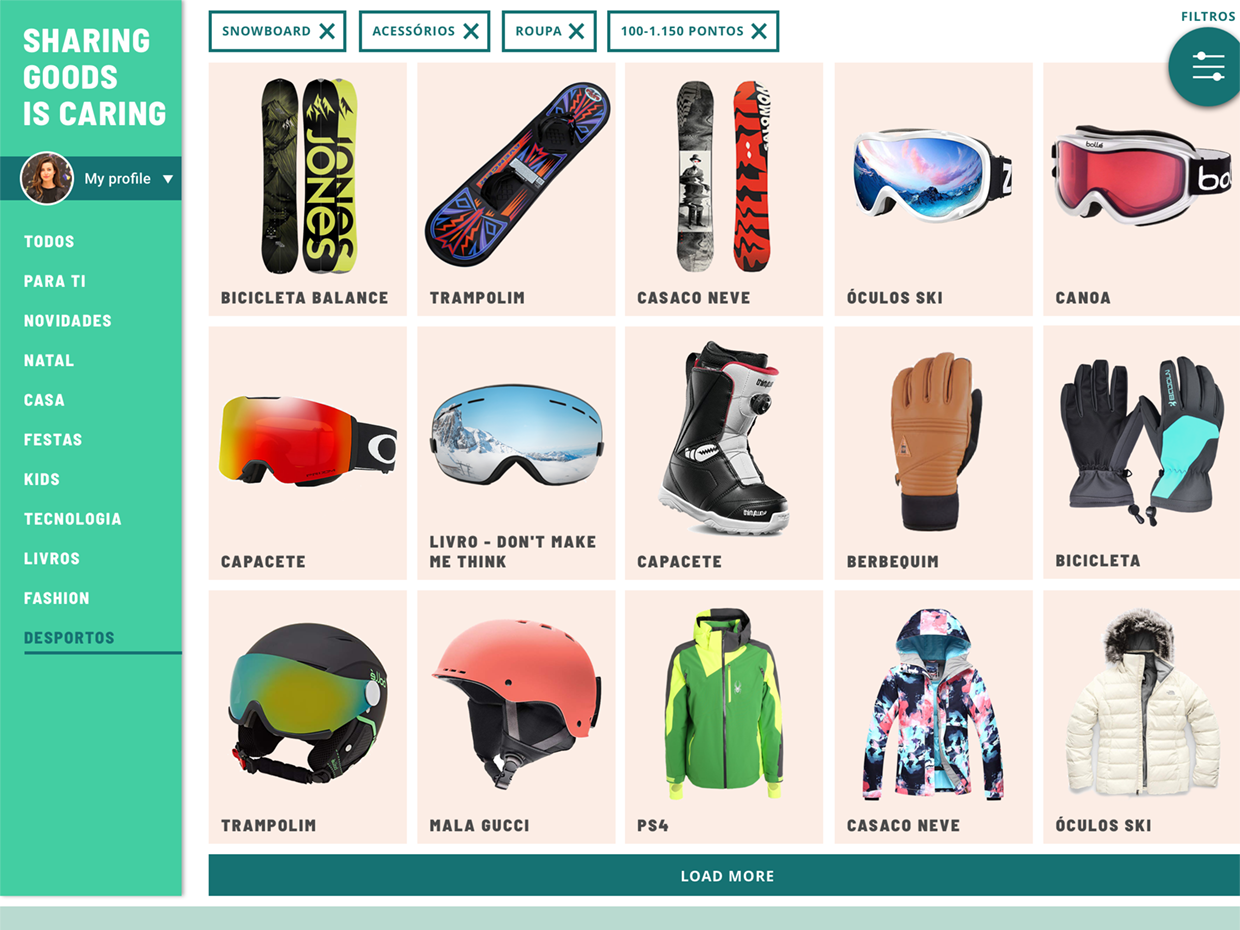 SHARING
GOODS
IS CARING
My profile
TODOS
PARA TI
NOVIDADES
NATAL
CASA
FESTAS
KIDS
TECNOLOGIA
LIVROS
FASHION
DESPORTOS
SNOWBOARD
ACESSÓRIOS
ROUPA
100-1.150 PONTOS
FILTROS
JONES
JONES
BICICLETA BALANCE
TRAMPOLIM
CASACO NEVE
ÓCULOS SKI
bollé
CANOA
CAPACETE
LIVRO - DON'T MAKE
ME THINK
thirtytwo
CAPACETE
BERBEQUIM
BICICLETA
TRAMPOLIM
MALA GUCCI
PS4
CASACO NEVE
ÓCULOS SKI
LOAD MORE